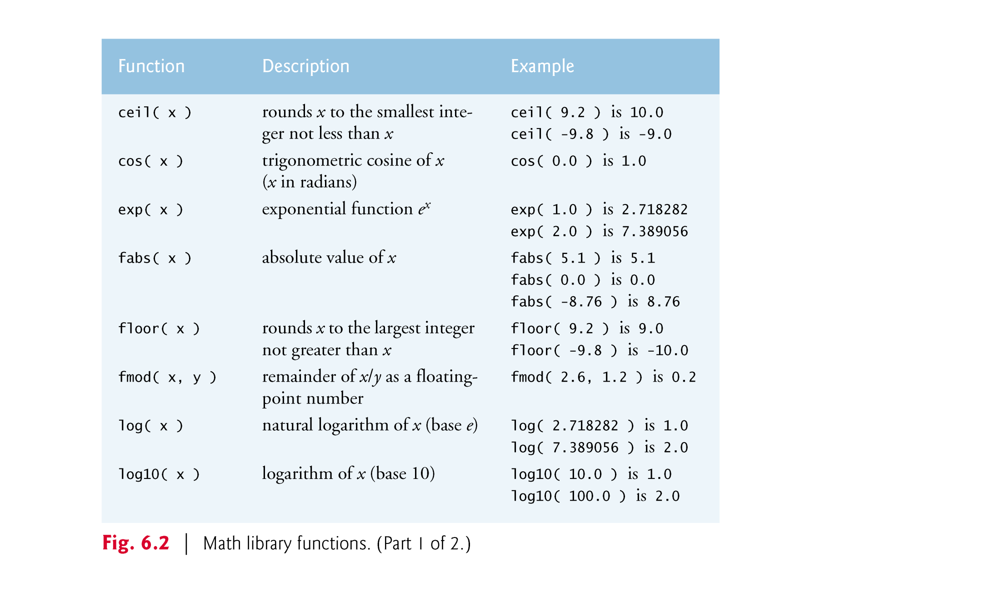 Function Description Example
ceil( x ) rounds x to the smallest inte- ceil( 9.2 ) is 10.0
ger not less than x ceil( -9.8 ) is -9.0
cos( x ) trigonometric cosine of x cos( 0.0 ) is 1.0
(x in radians)
exp( x ) exponential function eˣ exp( 1.0 ) is 2.718282
exp( 2.0 ) is 7.389056
fabs( x ) absolute value of x fabs( 5.1 ) is 5.1
fabs( 0.0 ) is 0.0
fabs( -8.76 ) is 8.76
floor( x ) rounds x to the largest integer floor( 9.2 ) is 9.0
not greater than x floor( -9.8 ) is -10.0
fmod( x, y ) remainder of x/y as a floating- fmod( 2.6, 1.2 ) is 0.2
point number
log( x ) natural logarithm of x (base e) log( 2.718282 ) is 1.0
log( 7.389056 ) is 2.0
log10( x ) logarithm of x (base 10) log10( 10.0 ) is 1.0
log10( 100.0 ) is 2.0
Fig. 6.2 | Math library functions. (Part 1 of 2.)